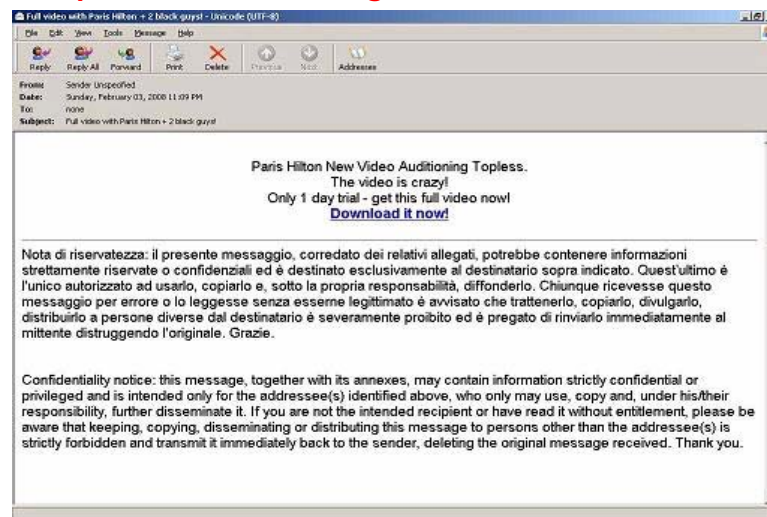 Full video with Paris Hilton + 2 black guys! - Unicode (UTF-8)
File Edit View Tools Message Help
Reply Reply All Forward Print Delete Previous Next Addresses
From: Sender Unspecified
Date: Sunday, February 03, 2008 11:09 PM
To: none
Subject: Full video with Paris Hilton + 2 black guys!
Paris Hilton New Video Auditioning Topless.
The video is crazy!
Only 1 day trial - get this full video now!
Download it now!
Nota di riservatezza: il presente messaggio, corredato dei relativi allegati, potrebbe contenere informazioni
strettamente riservate o confidenziali ed è destinato esclusivamente al destinatario sopra indicato. Quest'ultimo è
l'unico autorizzato ad usarlo, copiarlo e, sotto la propria responsabilità, diffonderlo. Chiunque ricevesse questo
messaggio per errore o lo leggesse senza esserne legittimato è avvisato che trattenerlo, copiarlo, divulgarlo,
distribuirlo a persone diverse dal destinatario è severamente proibito ed è pregato di rinviarlo immediatamente al
mittente distruggendo l'originale. Grazie.
Confidentiality notice: this message, together with its annexes, may contain information strictly confidential or
privileged and is intended only for the addressee(s) identified above, who only may use, copy and, under his/their
responsibility, further disseminate it. If you are not the intended recipient or have read it without entitlement, please be
aware that keeping, copying, disseminating or distributing this message to persons other than the addressee(s) is
strictly forbidden and transmit it immediately back to the sender, deleting the original message received. Thank you.